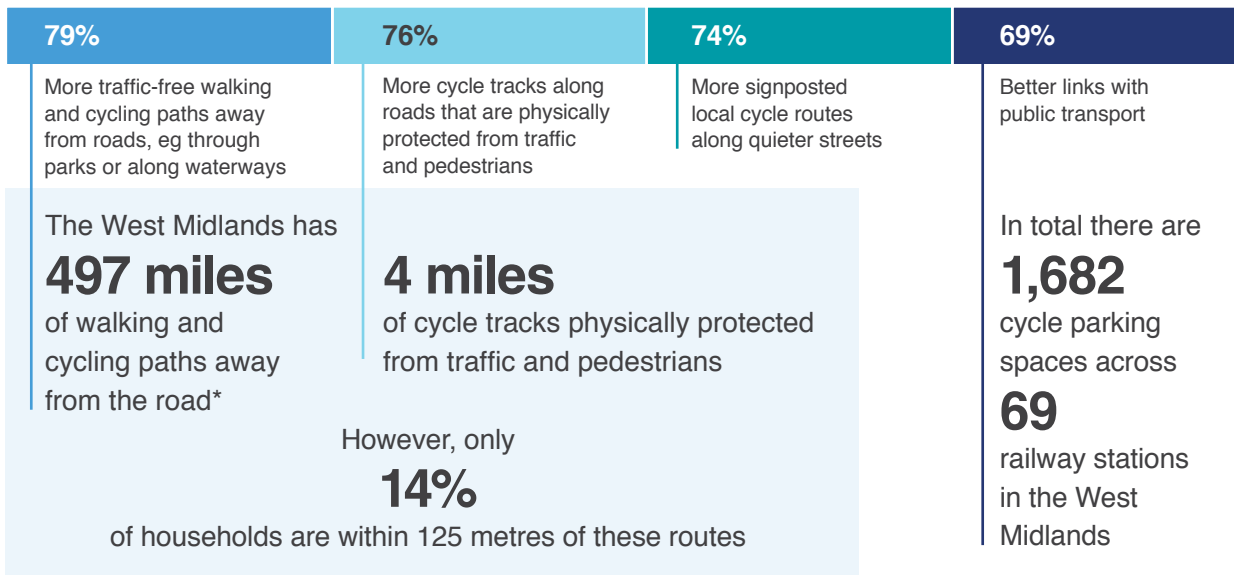 79%
More traffic-free walking
and cycling paths away
from roads, eg through
parks or along waterways
The West Midlands has
497 miles
of walking and
cycling paths away
from the road*
76%
More cycle tracks along
roads that are physically
protected from traffic
and pedestrians
4 miles
of cycle tracks physically protected
from traffic and pedestrians
However, only
14%
of households are within 125 metres of these routes
74%
More signposted
local cycle routes
along quieter streets
69%
Better links with
public transport
In total there are
1,682
cycle parking
spaces across
69
railway stations
in the West
Midlands